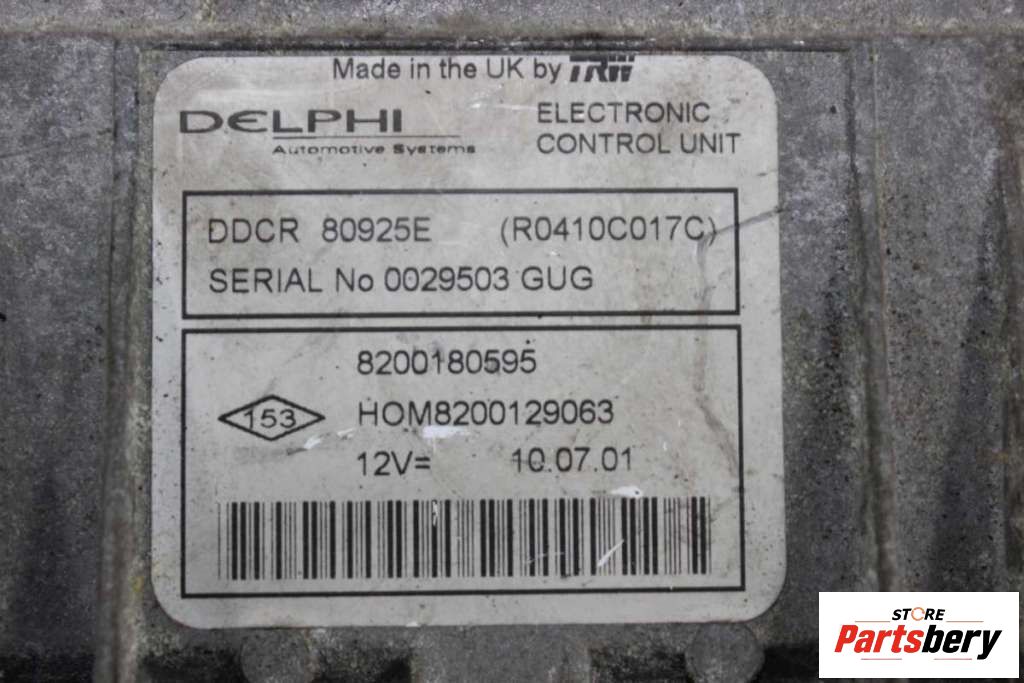 Made in the UK by TRW
DELPHI
Automotive Systems
ELECTRONIC
CONTROL UNIT
DDCR 80925E (R0410C017C)
SERIAL No 0029503 GUG
8200180595
153 HOM8200129063
12V= 10.07.01
STORE
Partsbery